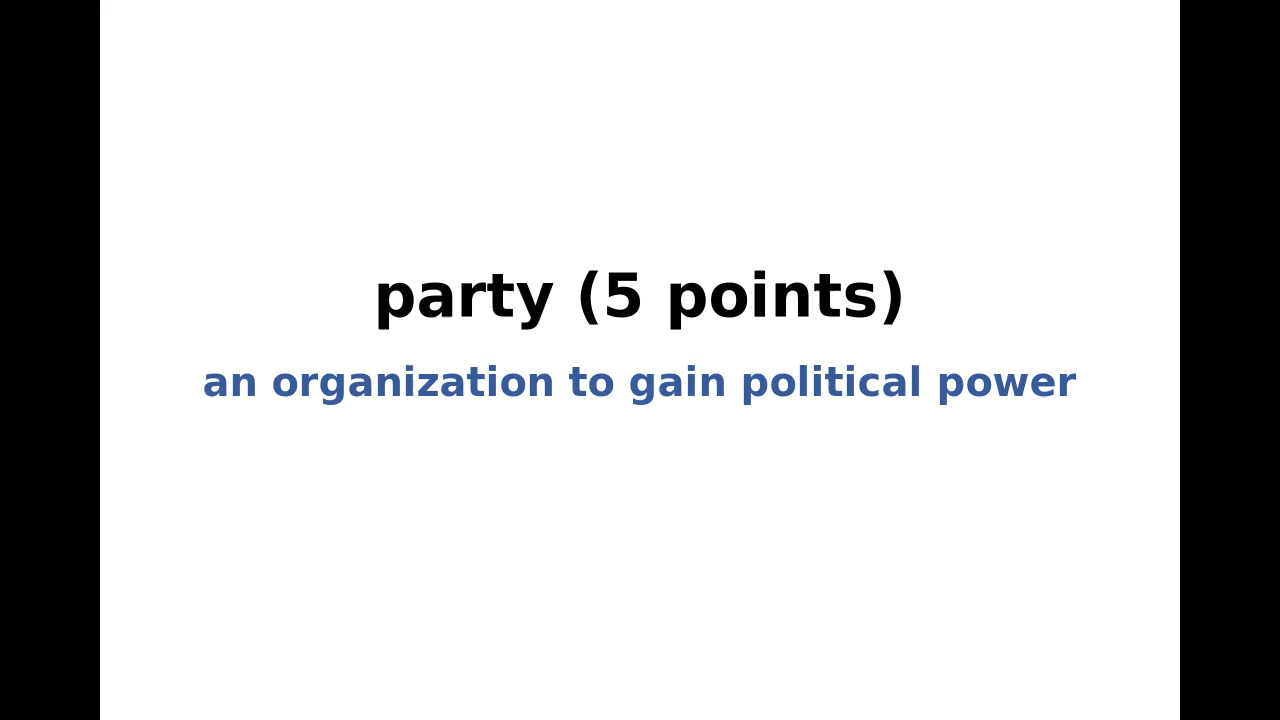 party (5 points)
an organization to gain political power